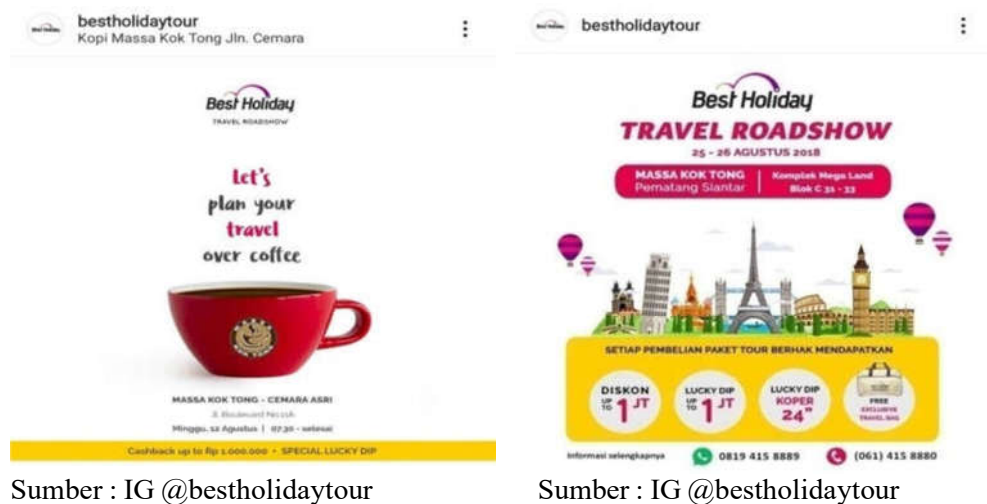 bestholidaytour
Kopi Massa Kok Tong Jln. Cemara
Best Holiday
TRAVEL ROADSHOW
Let's
plan your
travel
over coffee
MASSA KOK TONG - CEMARA ASRI
Jl. Boulevard No.
Minggu, 12 Agustus | 07.30 - selesai
Cashback up to Rp 1.000.000 • SPECIAL LUCKY DIP
Sumber : IG @bestholidaytour
bestholidaytour
Best Holiday
TRAVEL ROADSHOW
25 - 26 AGUSTUS 2018
MASSA KOK TONG
Pematang Siantar
Komplek Mega Land
Blok C 31 - 33
SETIAP PEMBELIAN PAKET TOUR BERHAK MENDAPATKAN
DISKON
UP TO 1 JT
LUCKY DIP
UP TO 1 JT
LUCKY DIP
KOPER
24"
FREE
EXCLUSIVE
TRAVEL BAG
Informasi selengkapnya
0819 415 8889
(061) 415 8880
Sumber : IG @bestholidaytour